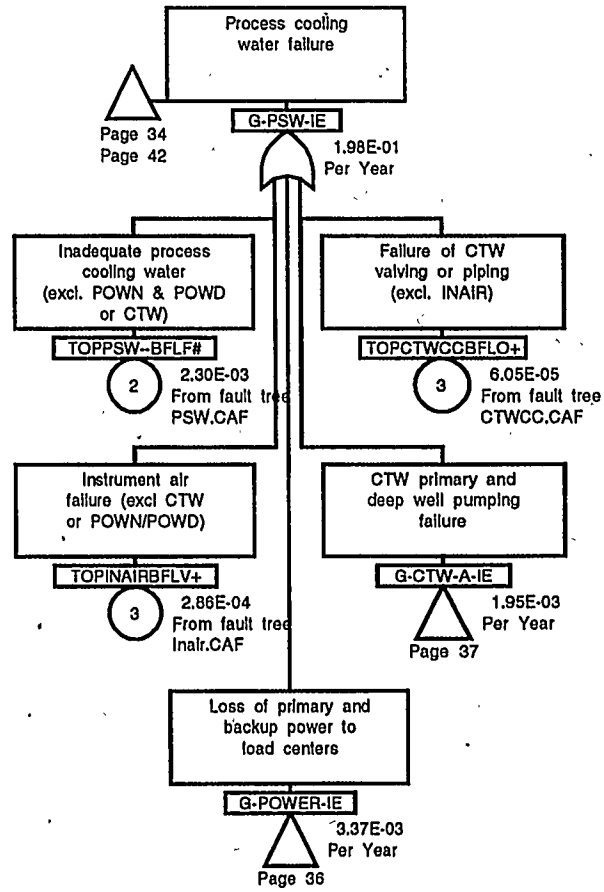 Process cooling
water failure
Page 34
Page 42
G-PSW-IE
1.98E-01
Per Year
Inadequate process
cooling water
(excl. POWN & POWD
or CTW)
TOPPSW--BFLF#
2
2.30E-03
From fault tree
PSW.CAF
Failure of CTW
valving or piping
(excl. INAIR)
TOPCTWCCBFLO+
3
6.05E-05
From fault tree
CTWCC.CAF
Instrument air
failure (excl CTW
or POWN/POWD)
TOPINAIRBFLV+
3
2.86E-04
From fault tree
Inair.CAF
CTW primary and
deep well pumping
failure
G-CTW-A-IE
1.95E-03
Per Year
Page 37
Loss of primary and
backup power to
load centers
G-POWER-IE
3.37E-03
Per Year
Page 36